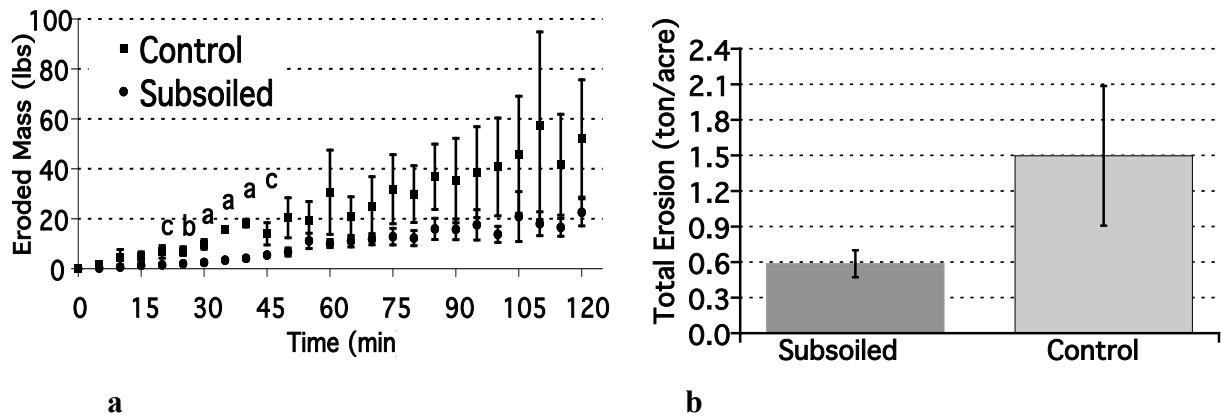 Eroded Mass (lbs)
100
80
60
40
20
0
Control
Subsoiled
c b a a a c
0 15 30 45 60 75 90 105 120
Time (min
a
Total Erosion (ton/acre)
2.4
2.1
1.8
1.5
1.2
0.9
0.6
0.3
0.0
Subsoiled Control
b